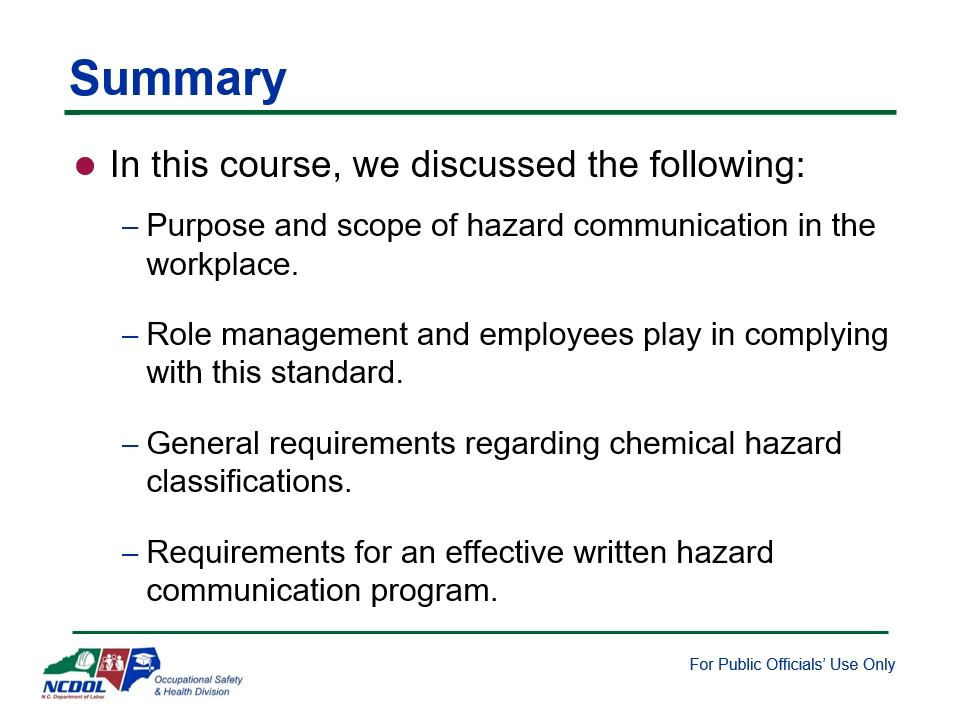 Summary
● In this course, we discussed the following:
– Purpose and scope of hazard communication in the
workplace.
– Role management and employees play in complying
with this standard.
– General requirements regarding chemical hazard
classifications.
– Requirements for an effective written hazard
communication program.
NCDOL
N.C. Department of Labor
Occupational Safety
& Health Division
For Public Officials’ Use Only